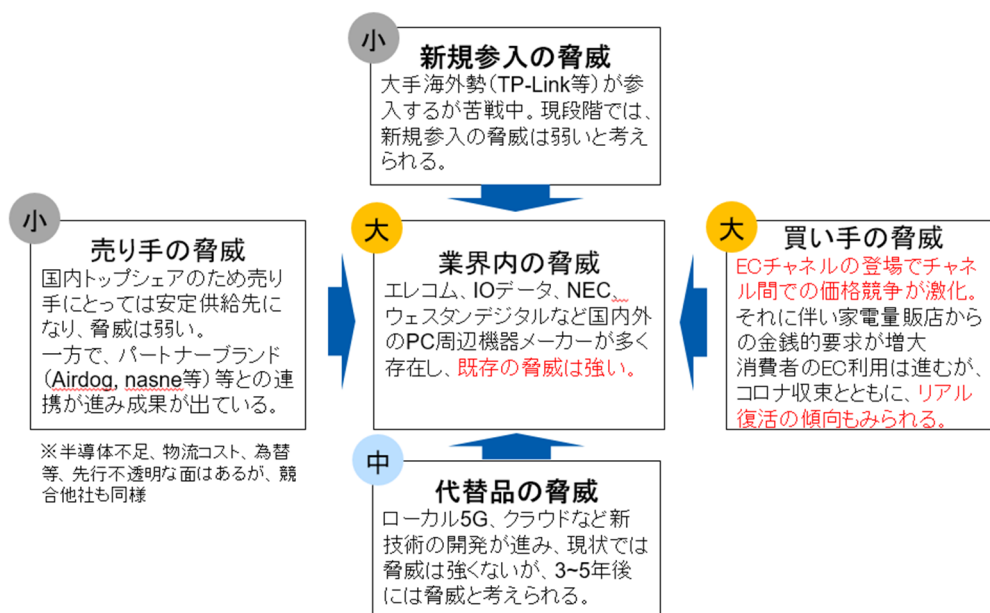 小
新規参入の脅威
大手海外勢(TP-Link等)が参
入するが苦戦中。現段階では、
新規参入の脅威は弱いと考え
られる。
小
売り手の脅威
国内トップシェアのため売り
手にとっては安定供給先に
なり、脅威は弱い。
一方で、パートナーブランド
(Airdog, nasne等)等との連
携が進み成果が出ている。
※半導体不足、物流コスト、為替
等、先行不透明な面はあるが、競
合他社も同様
大
業界内の脅威
エレコム、IOデータ、NEC、
ウェスタンデジタルなど国内外
のPC周辺機器メーカーが多く
存在し、既存の脅威は強い。
大
買い手の脅威
ECチャネルの登場でチャネ
ル間での価格競争が激化。
それに伴い家電量販店から
の金銭的要求が増大
消費者のEC利用は進むが、
コロナ収束とともに、リアル
復活の傾向もみられる。
中
代替品の脅威
ローカル5G、クラウドなど新
技術の開発が進み、現状では
脅威は強くないが、3~5年後
には脅威と考えられる。